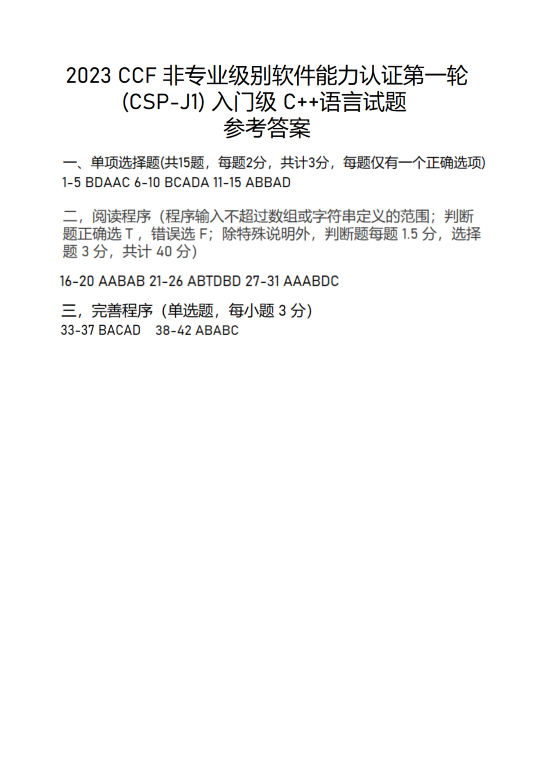 2023 CCF 非专业级别软件能力认证第一轮
(CSP-J1) 入门级 C++语言试题
参考答案
一、单项选择题(共15题，每题2分，共计3分，每题仅有一个正确选项)
1-5 BDAAC 6-10 BCADA 11-15 ABBAD
二，阅读程序（程序输入不超过数组或字符串定义的范围；判断
题正确选 T ，错误选 F；除特殊说明外，判断题每题 1.5 分，选择
题 3 分，共计 40 分）
16-20 AABAB 21-26 ABTDBD 27-31 AAABDC
三，完善程序（单选题，每小题 3 分）
33-37 BACAD 38-42 ABABC